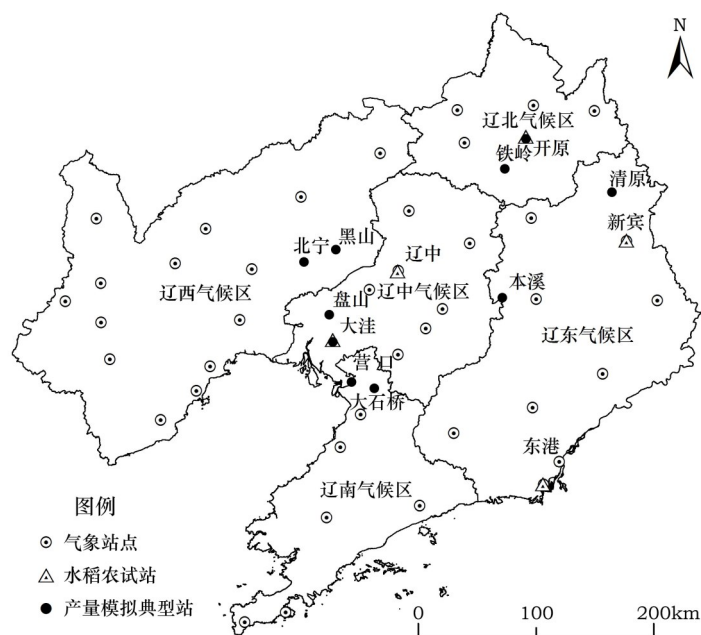 N
辽北气候区
铁岭
开原
清原
新宾
黑山
北宁
辽中
辽西气候区
辽中气候区
本溪
盘山
大洼
辽东气候区
营口
大石桥
东港
辽南气候区
图例
气象站点
水稻农试站
产量模拟典型站
0 100 200km